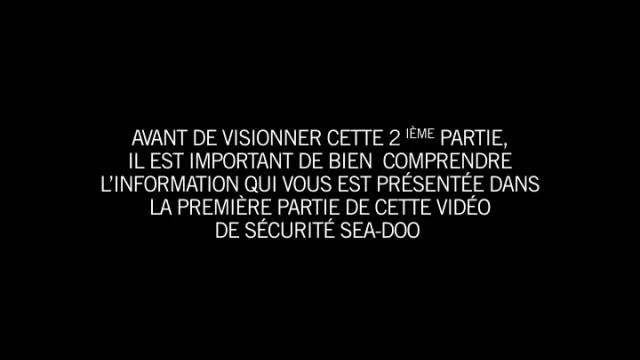 AVANT DE VISIONNER CETTE 2 IÈME PARTIE,
IL EST IMPORTANT DE BIEN COMPRENDRE
L'INFORMATION QUI VOUS EST PRÉSENTÉE DANS
LA PREMIÈRE PARTIE DE CETTE VIDÉO
DE SÉCURITÉ SEA-DOO